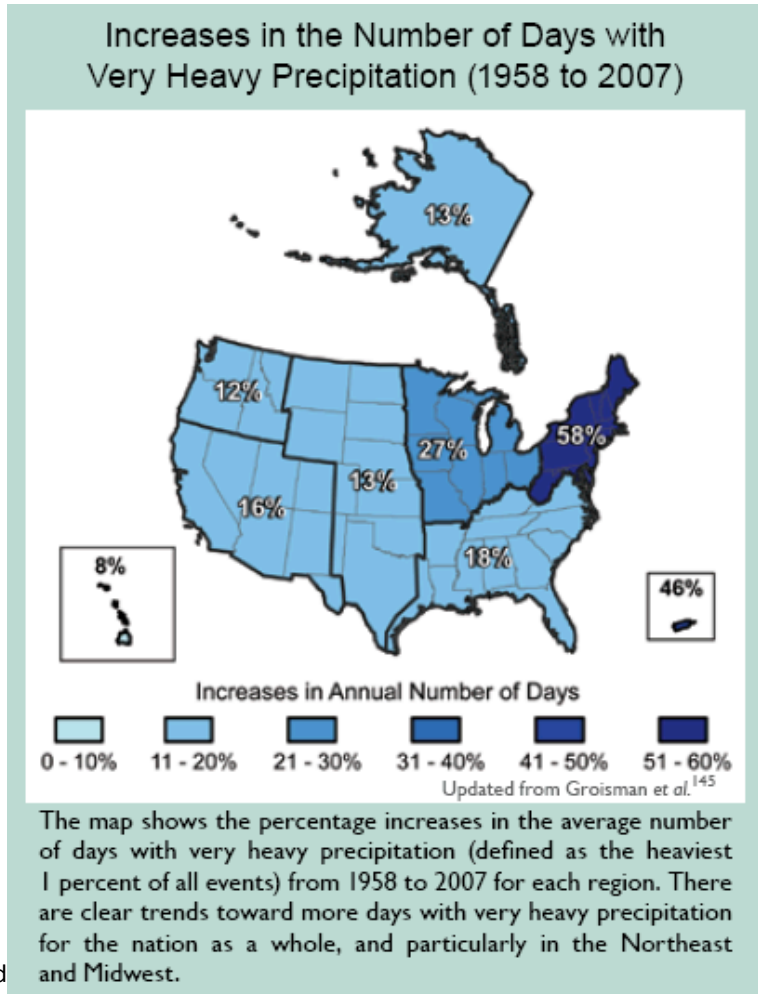 Increases in the Number of Days with
Very Heavy Precipitation (1958 to 2007)
13%
12%
58%
27%
13%
16%
18%
8%
46%
Increases in Annual Number of Days
0 - 10% 11 - 20% 21 - 30% 31 - 40% 41 - 50% 51 - 60%
Updated from Groisman et al.145
The map shows the percentage increases in the average number
of days with very heavy precipitation (defined as the heaviest
1 percent of all events) from 1958 to 2007 for each region. There
are clear trends toward more days with very heavy precipitation
for the nation as a whole, and particularly in the Northeast
d and Midwest.